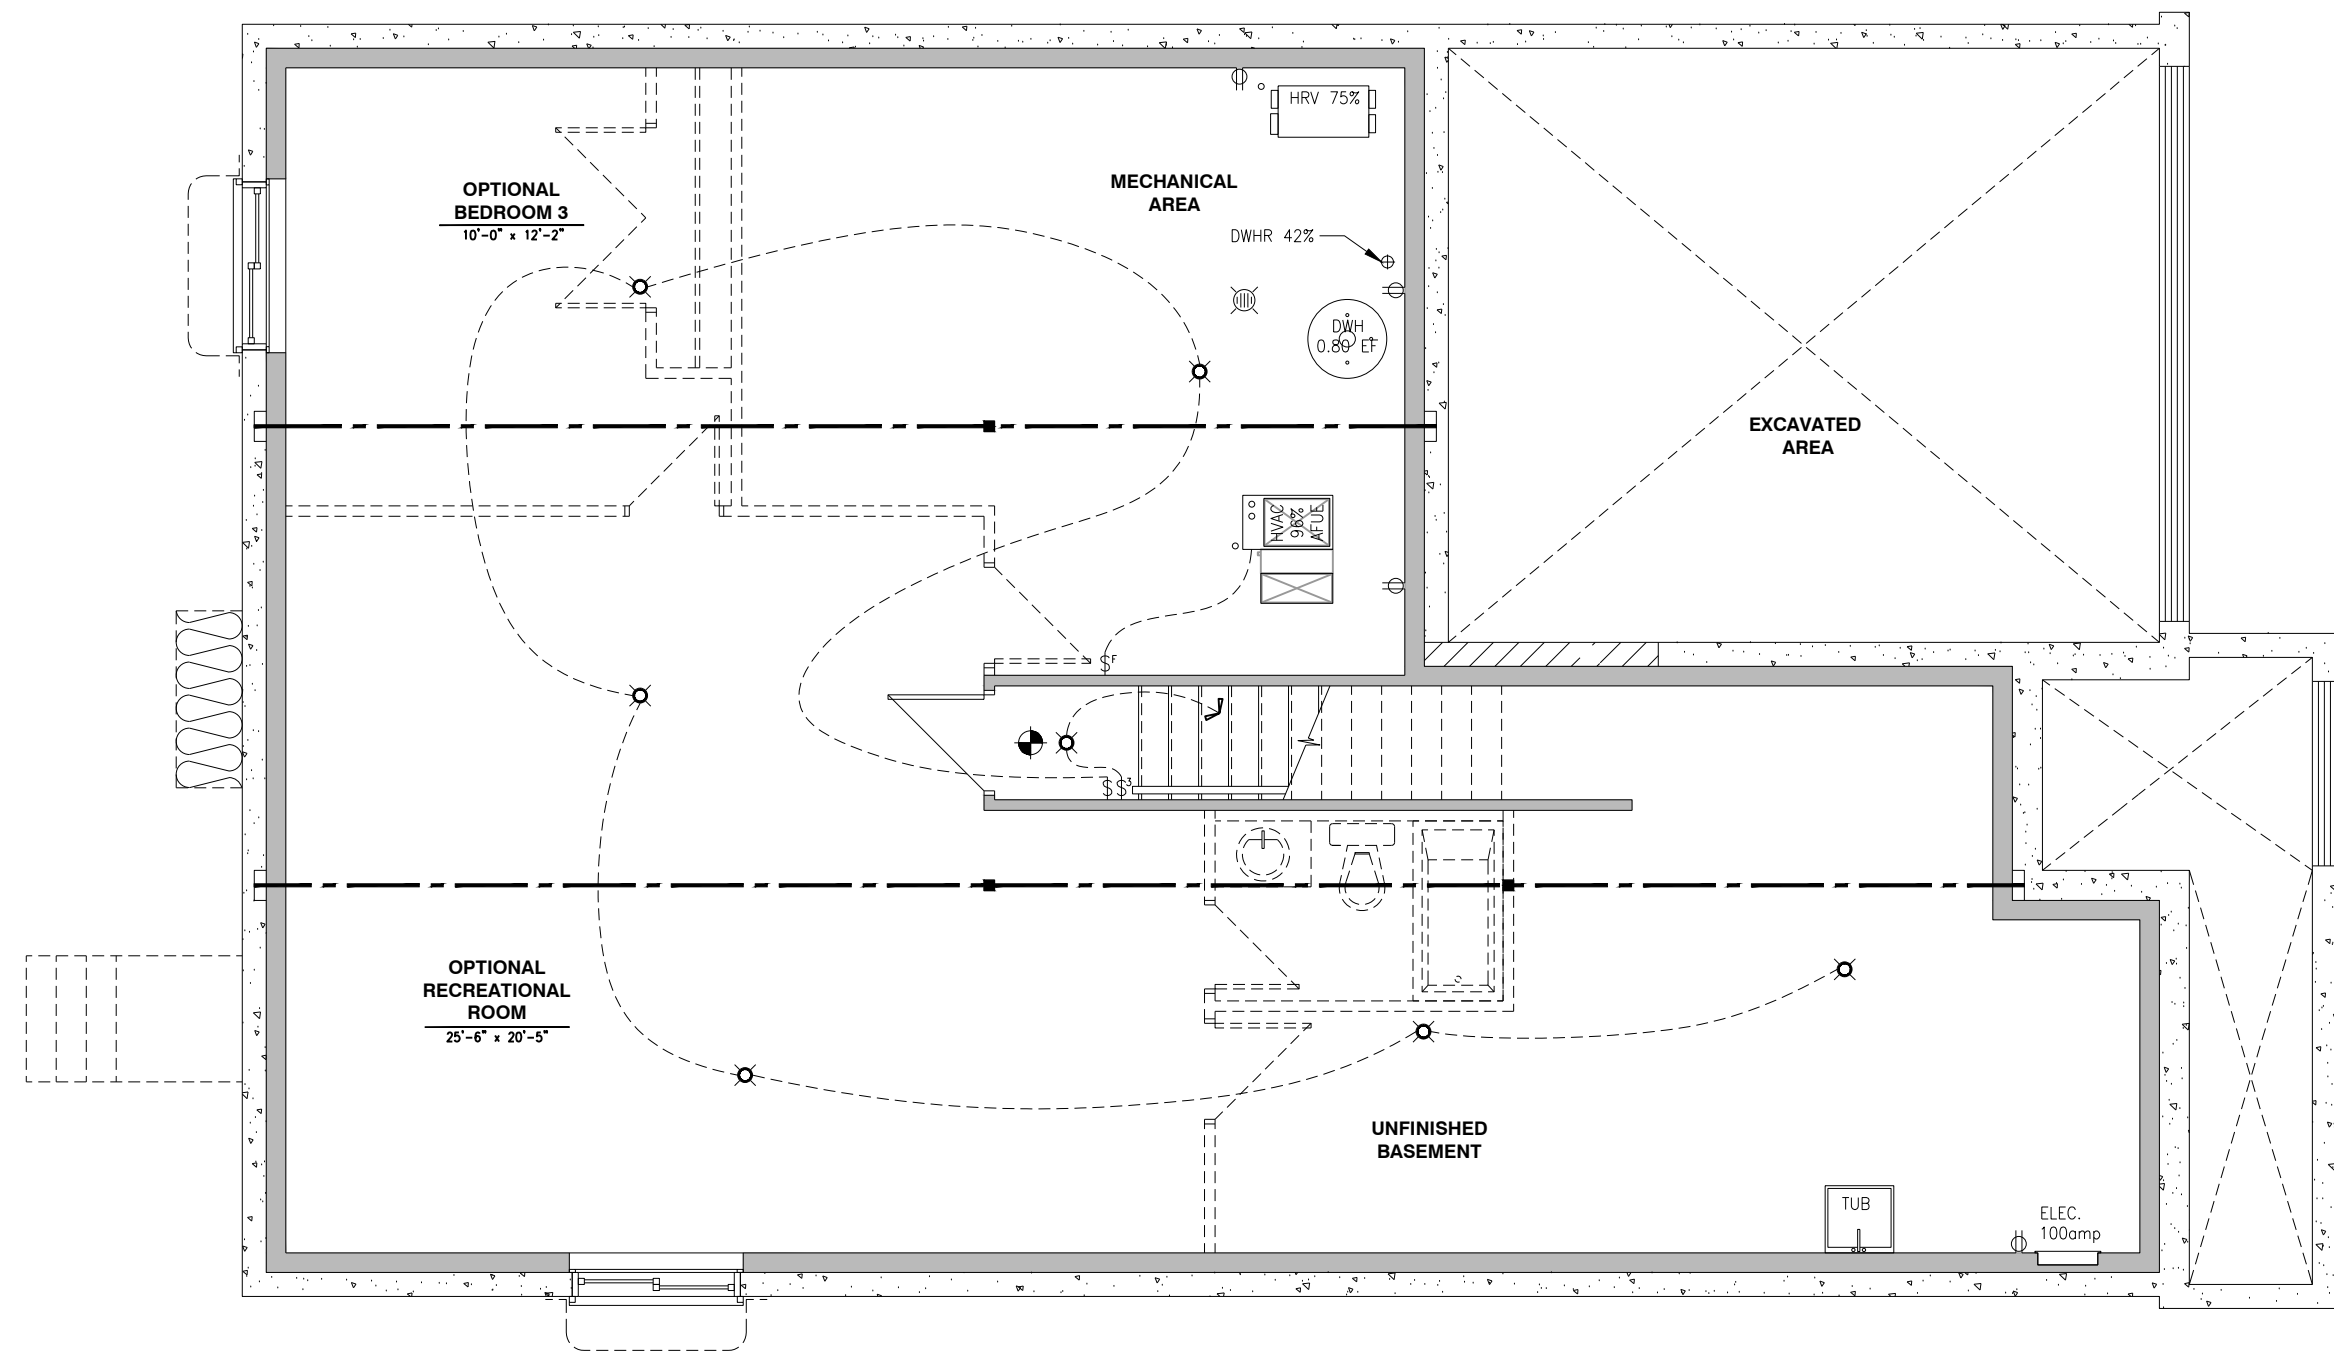 HRV 75%
OPTIONAL
BEDROOM 3
10'-0" x 12'-2"
MECHANICAL
AREA
DWHR 42%
DWH
0.80 EF
EXCAVATED
AREA
HVAC
96%
AFUE
$F
$$3
OPTIONAL
RECREATIONAL
ROOM
25'-6" x 20'-5"
UNFINISHED
BASEMENT
TUB
ELEC.
100amp